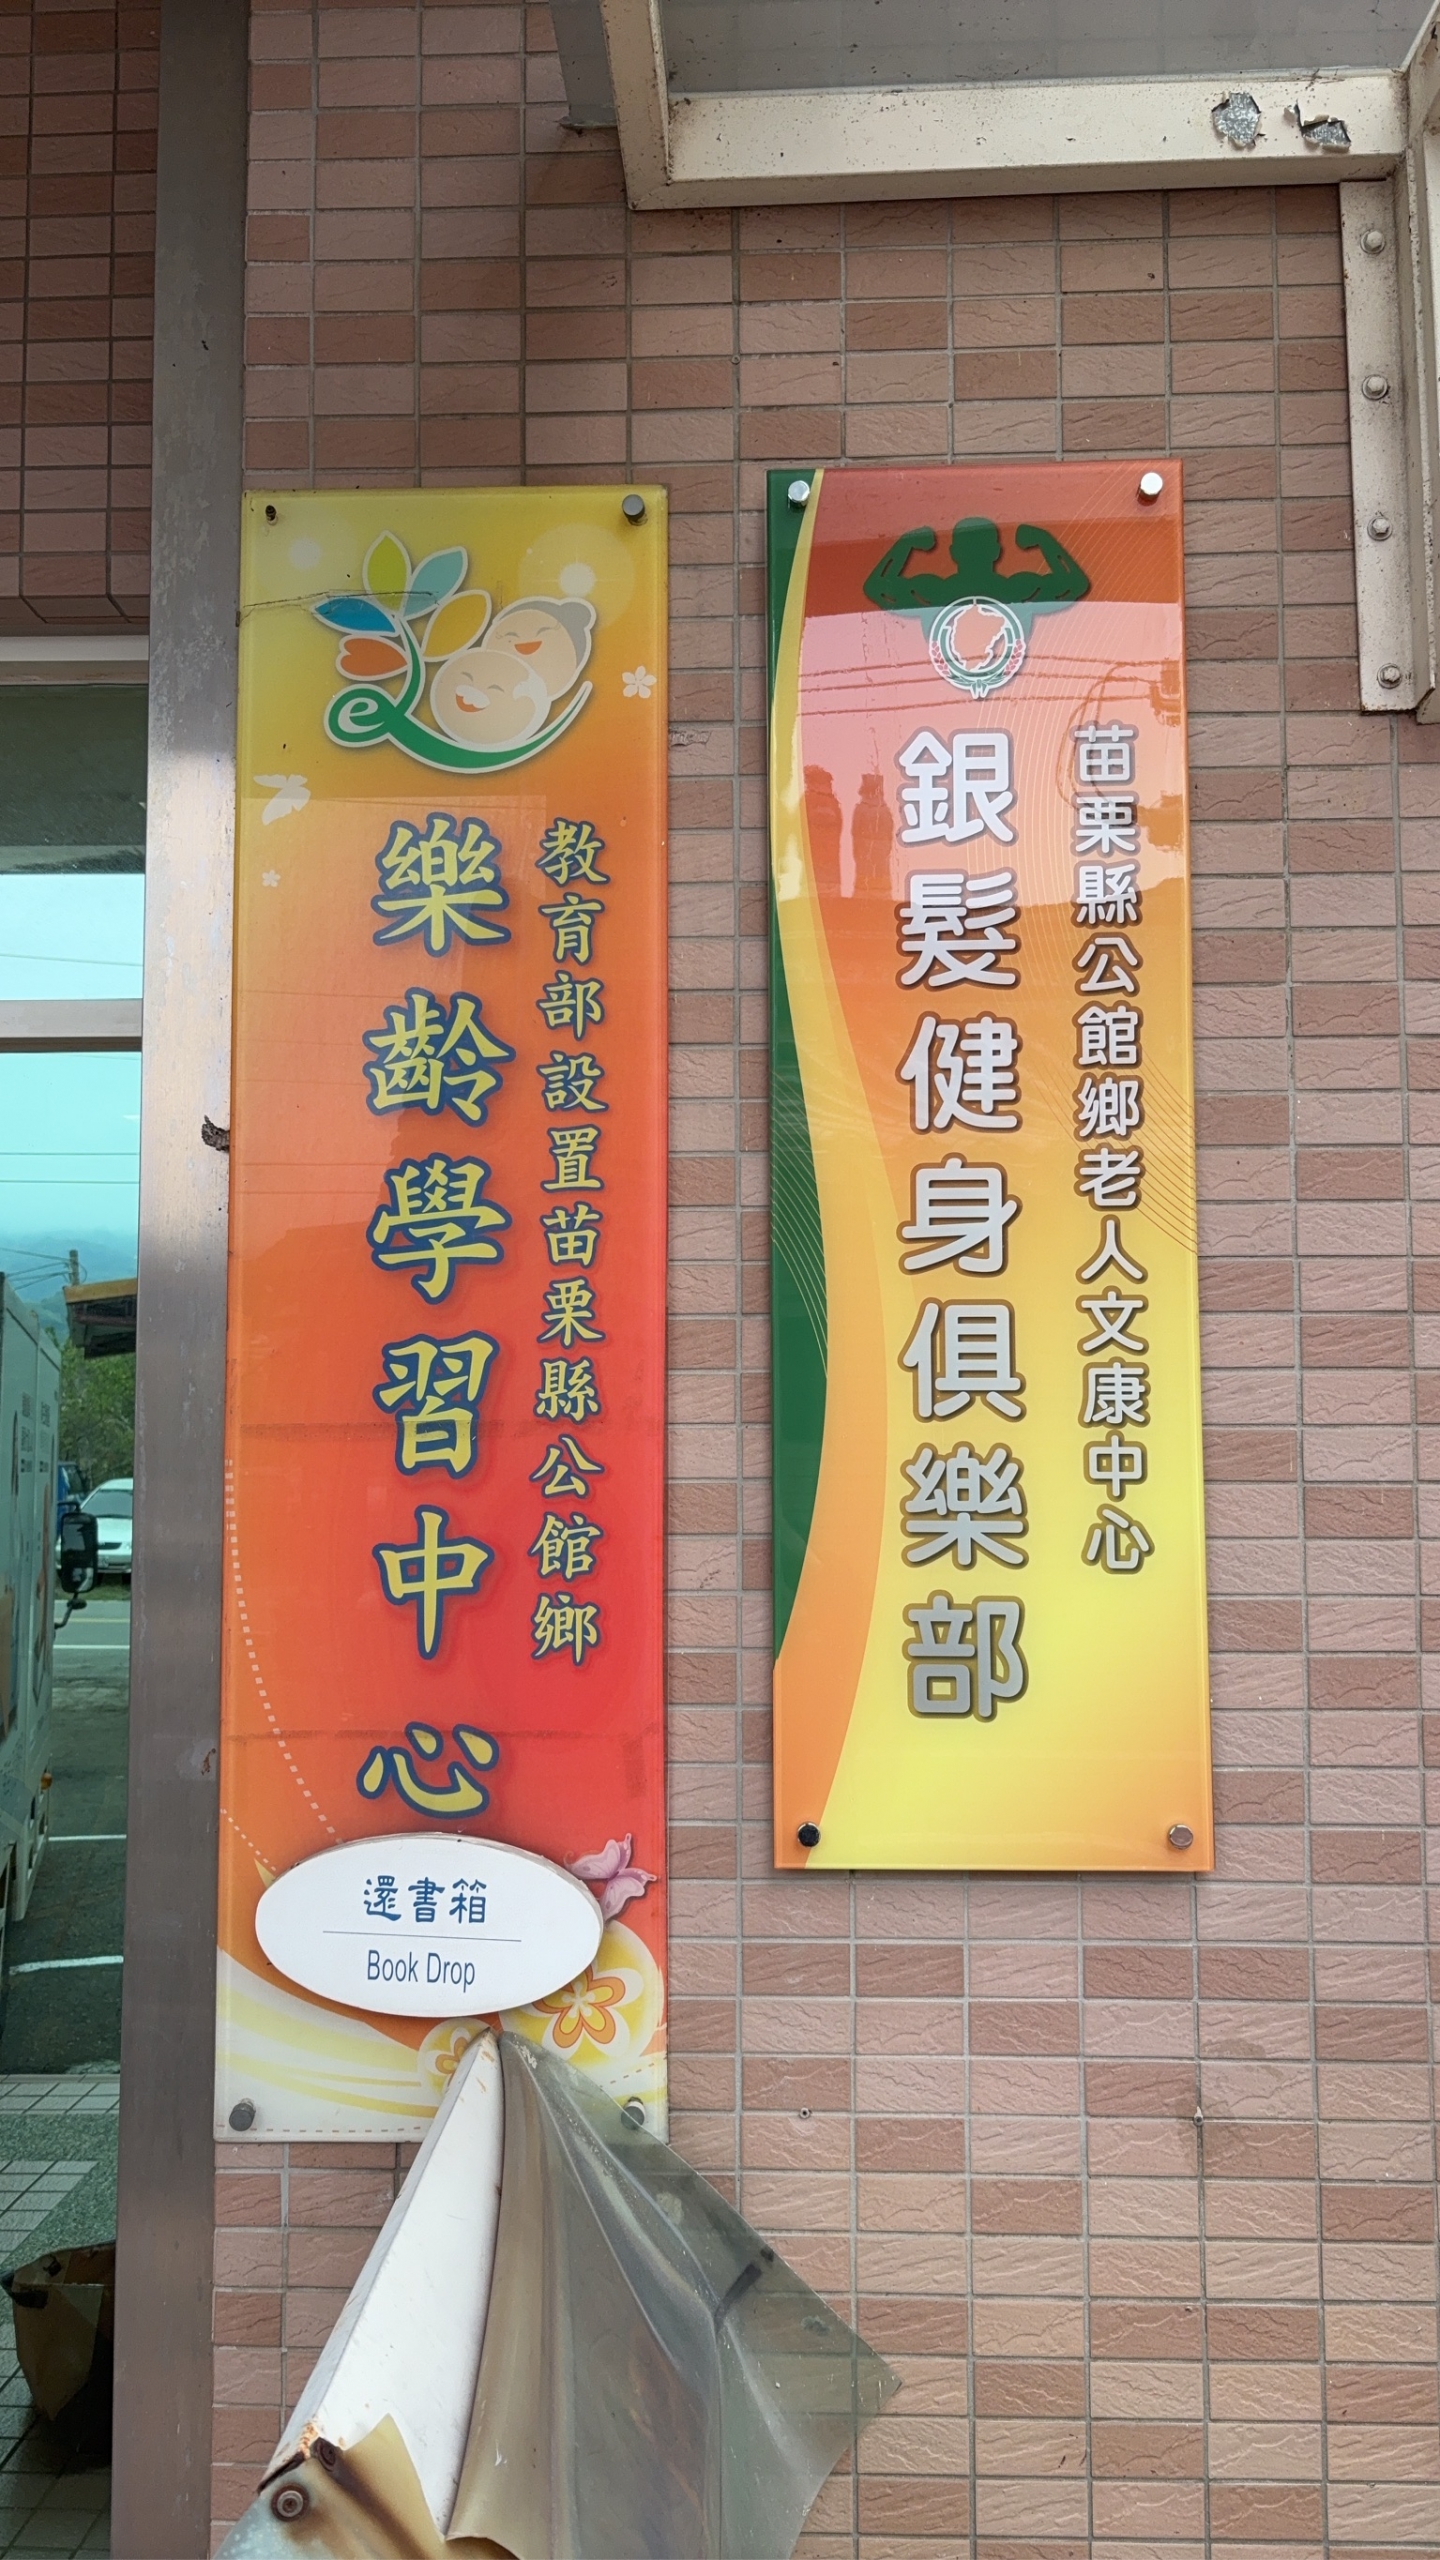 苗栗縣公館鄉老人文康中心
銀髮健身俱樂部
教育部設置苗栗縣公館鄉
樂齡學習中心
還書箱
Book Drop